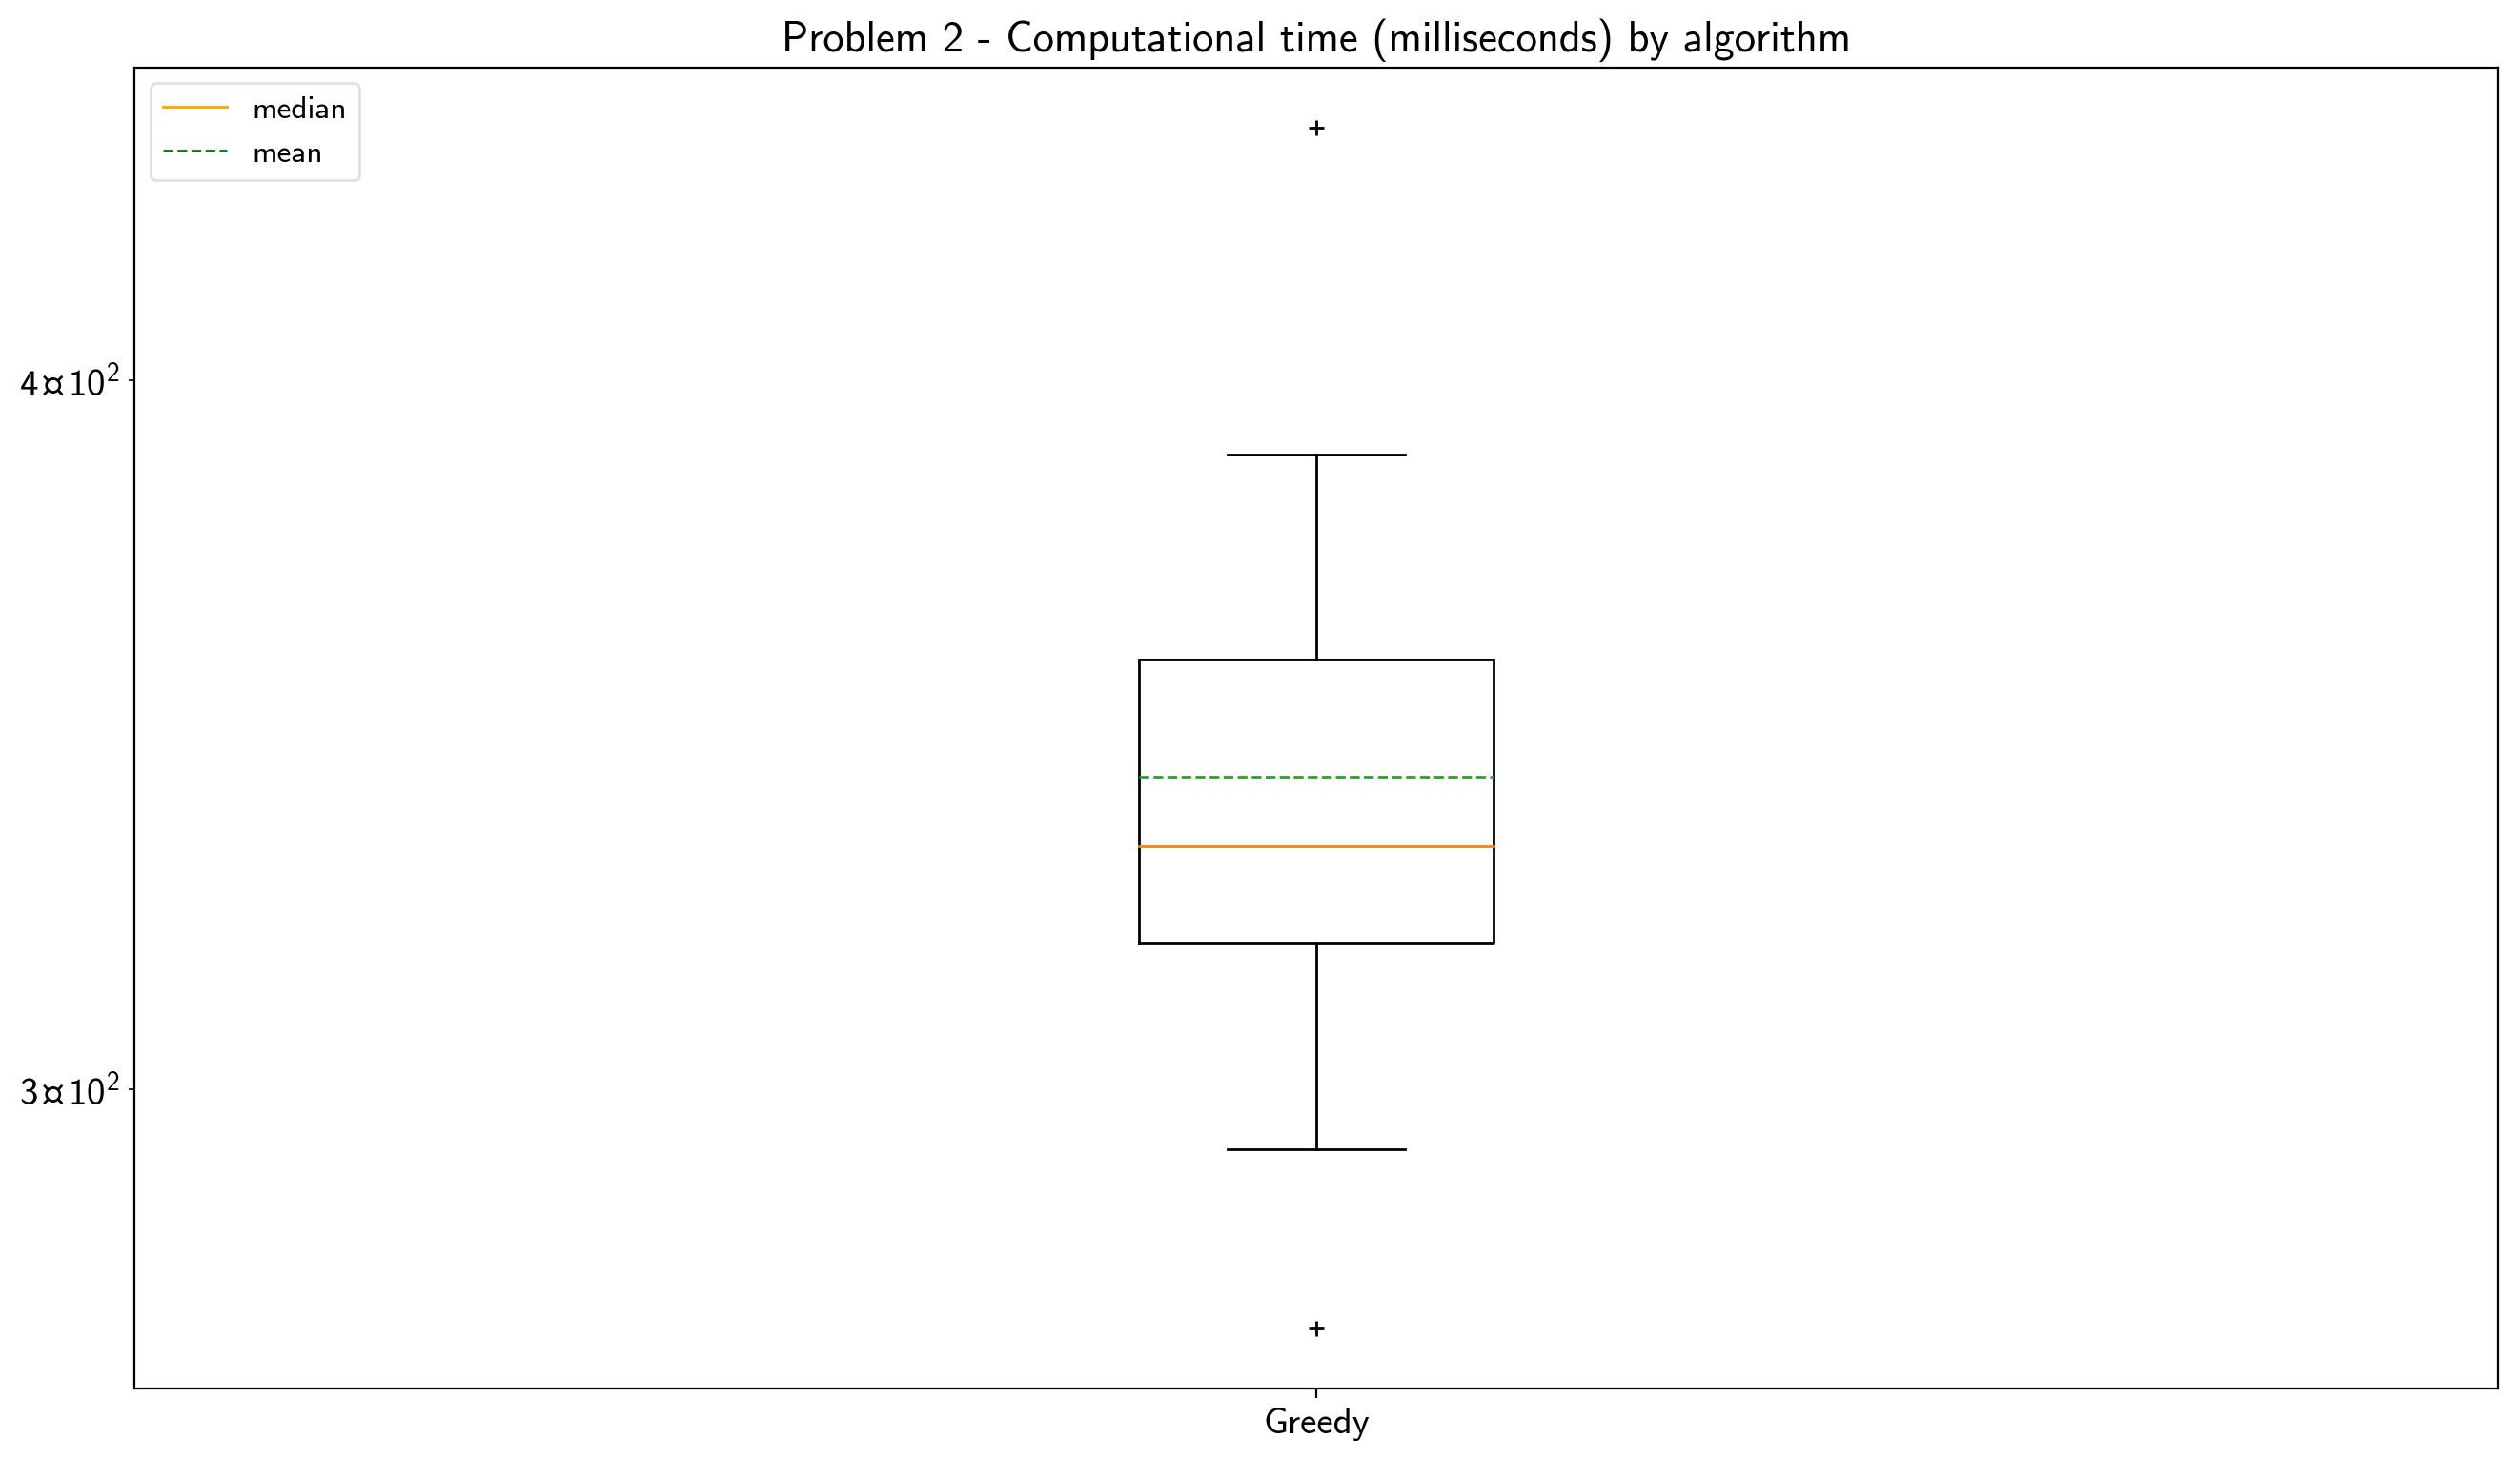 Problem 2 - Computational time (milliseconds) by algorithm
median
mean
4¤10²
3¤10²
Greedy